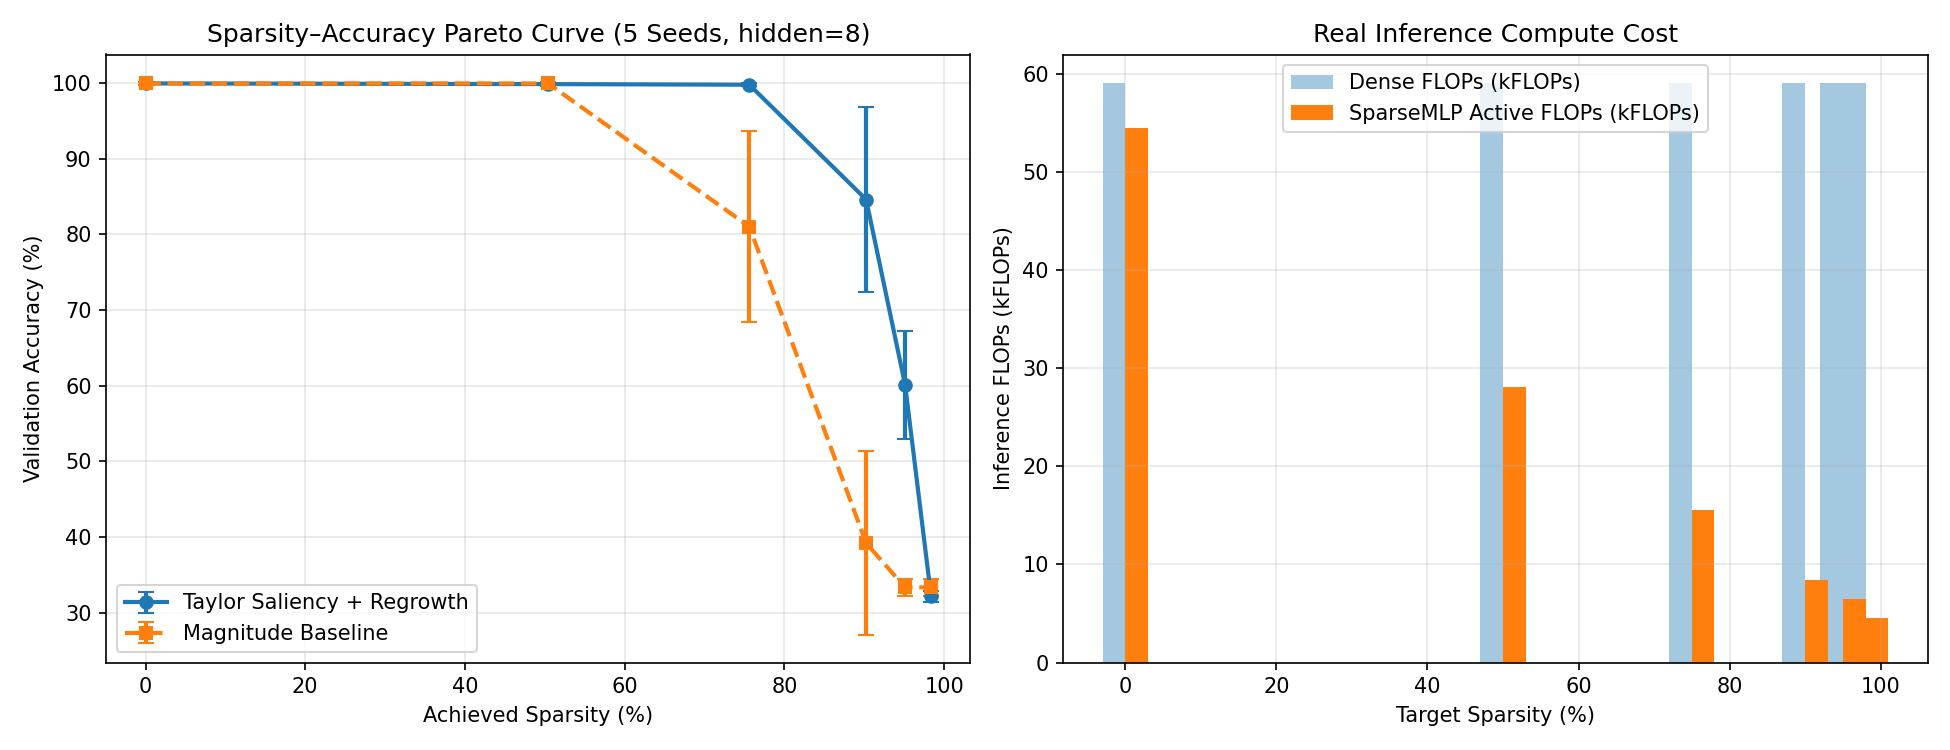 Sparsity–Accuracy Pareto Curve (5 Seeds, hidden=8)
Validation Accuracy (%)
100
90
80
70
60
50
40
30
Taylor Saliency + Regrowth
Magnitude Baseline
0
20
40
60
80
100
Achieved Sparsity (%)
Real Inference Compute Cost
Inference FLOPs (kFLOPs)
60
50
40
30
20
10
0
Dense FLOPs (kFLOPs)
SparseMLP Active FLOPs (kFLOPs)
0
20
40
60
80
100
Target Sparsity (%)